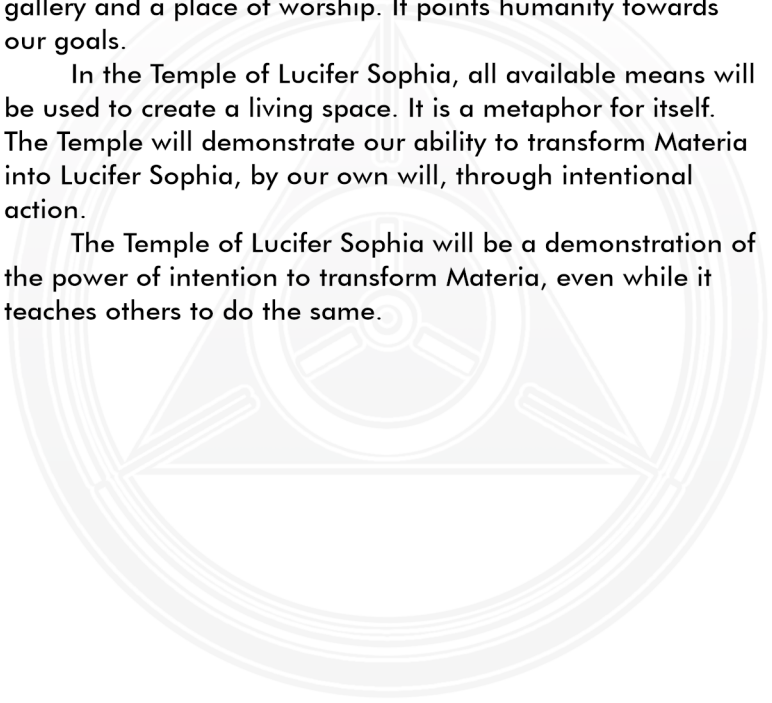 gallery and a place of worship. It points humanity towards
our goals.
In the Temple of Lucifer Sophia, all available means will
be used to create a living space. It is a metaphor for itself.
The Temple will demonstrate our ability to transform Materia
into Lucifer Sophia, by our own will, through intentional
action.
The Temple of Lucifer Sophia will be a demonstration of
the power of intention to transform Materia, even while it
teaches others to do the same.